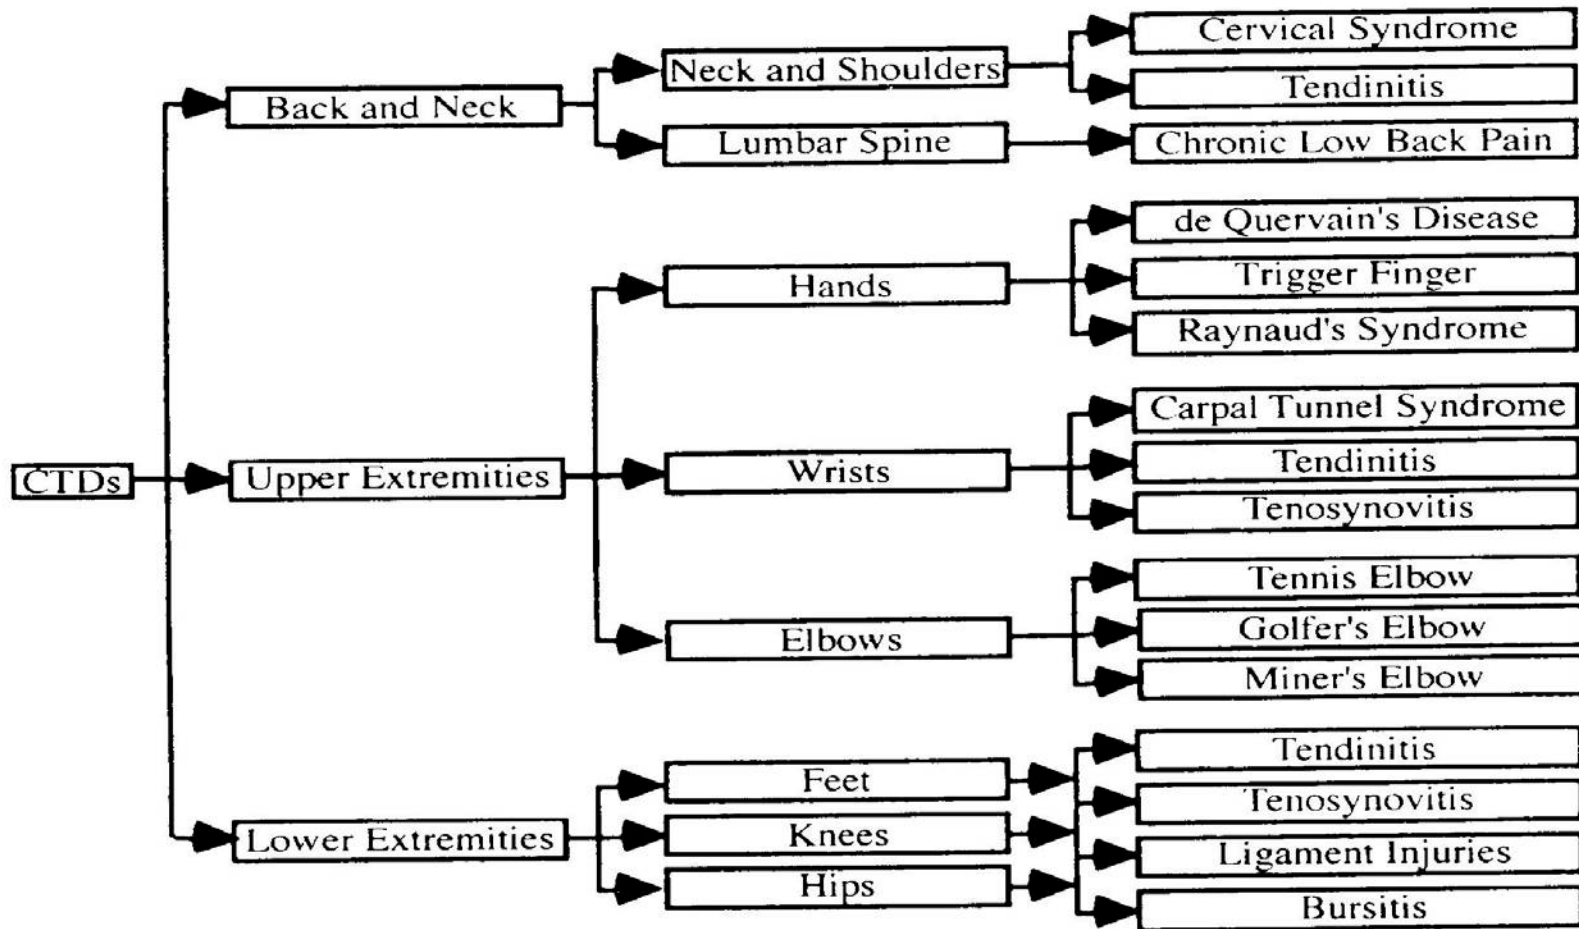 CTDs
Back and Neck
Upper Extremities
Lower Extremities
Neck and Shoulders
Lumbar Spine
Hands
Wrists
Elbows
Feet
Knees
Hips
Cervical Syndrome
Tendinitis
Chronic Low Back Pain
de Quervain's Disease
Trigger Finger
Raynaud's Syndrome
Carpal Tunnel Syndrome
Tendinitis
Tenosynovitis
Tennis Elbow
Golfer's Elbow
Miner's Elbow
Tendinitis
Tenosynovitis
Ligament Injuries
Bursitis